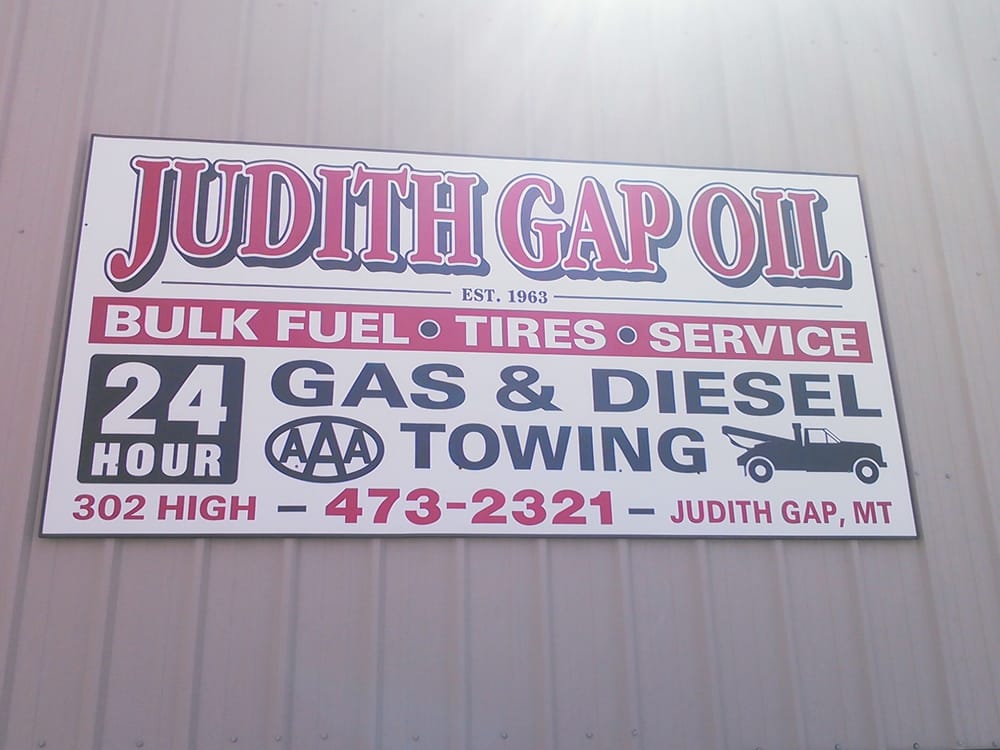 JUDITH GAP OIL
EST. 1963
BULK FUEL • TIRES • SERVICE
24 HOUR
GAS & DIESEL
AAA TOWING
302 HIGH – 473-2321 – JUDITH GAP, MT